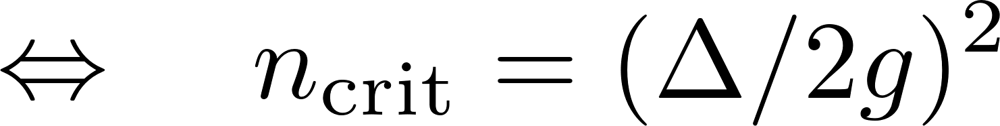 ⇔ n_crit = (Δ/2g)²